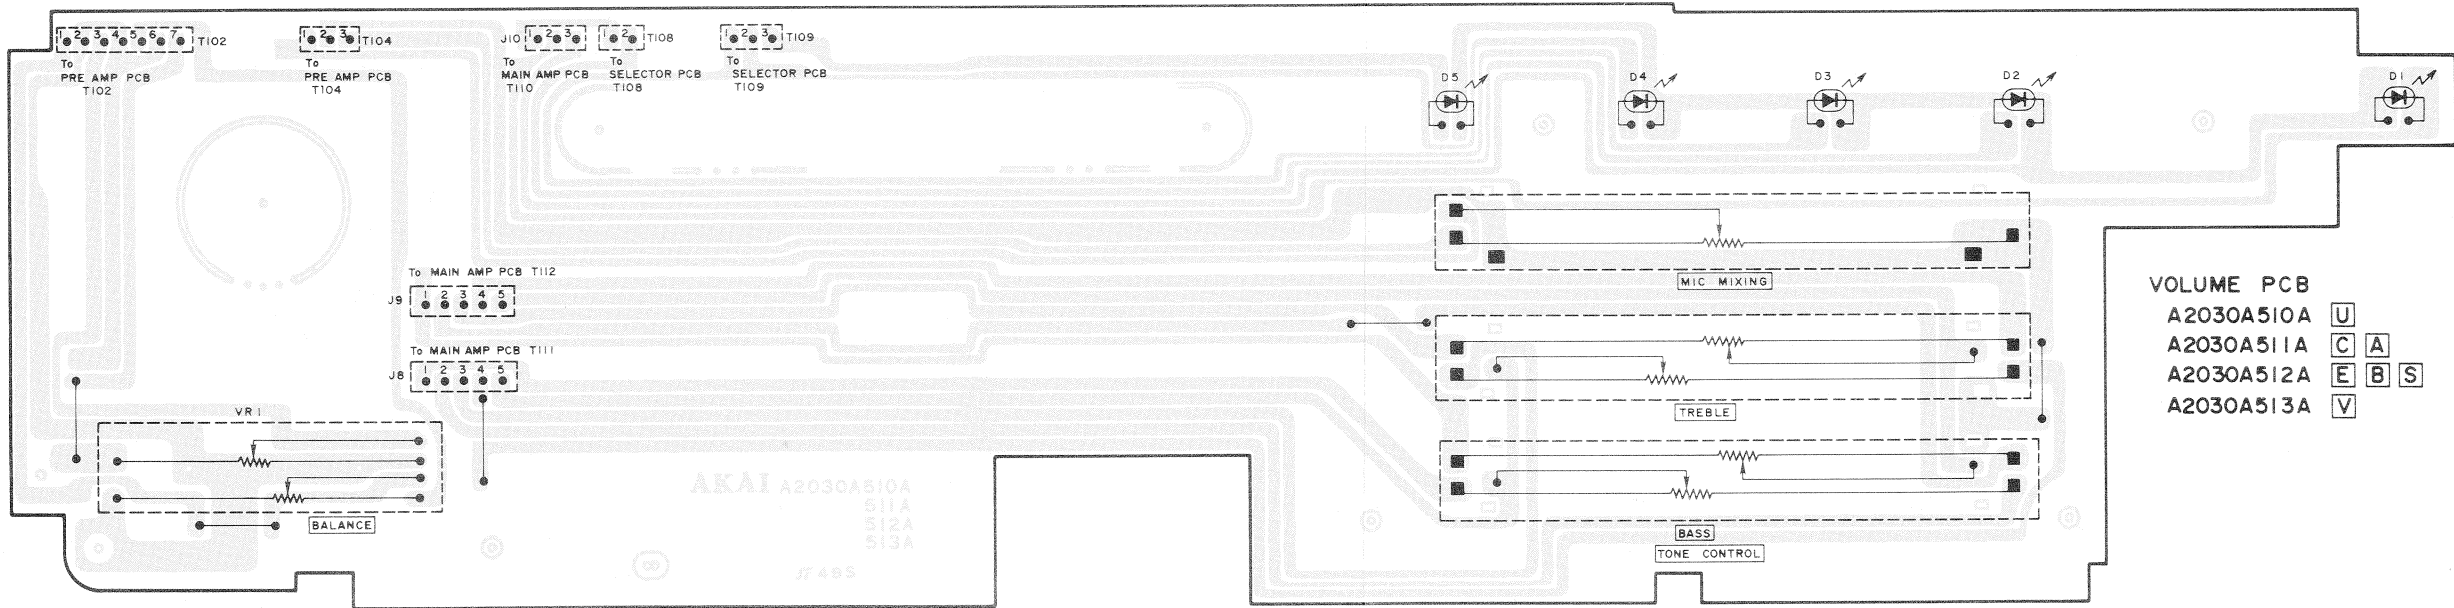 1 2 3 4 5 6 7 T102
To
PRE AMP PCB
T102
1 2 3 T104
To
PRE AMP PCB
T104
J10 1 2 3
To
MAIN AMP PCB
T110
1 2 T108
To
SELECTOR PCB
T108
1 2 3 T109
To
SELECTOR PCB
T109
D5
D4
D3
D2
D1
To MAIN AMP PCB T112
J9 1 2 3 4 5
To MAIN AMP PCB T111
J8 1 2 3 4 5
VR1
BALANCE
MIC MIXING
TREBLE
BASS
TONE CONTROL
VOLUME PCB
A2030A510A U
A2030A511A C A
A2030A512A E B S
A2030A513A V
AKAI A2030A510A
511A
512A
513A